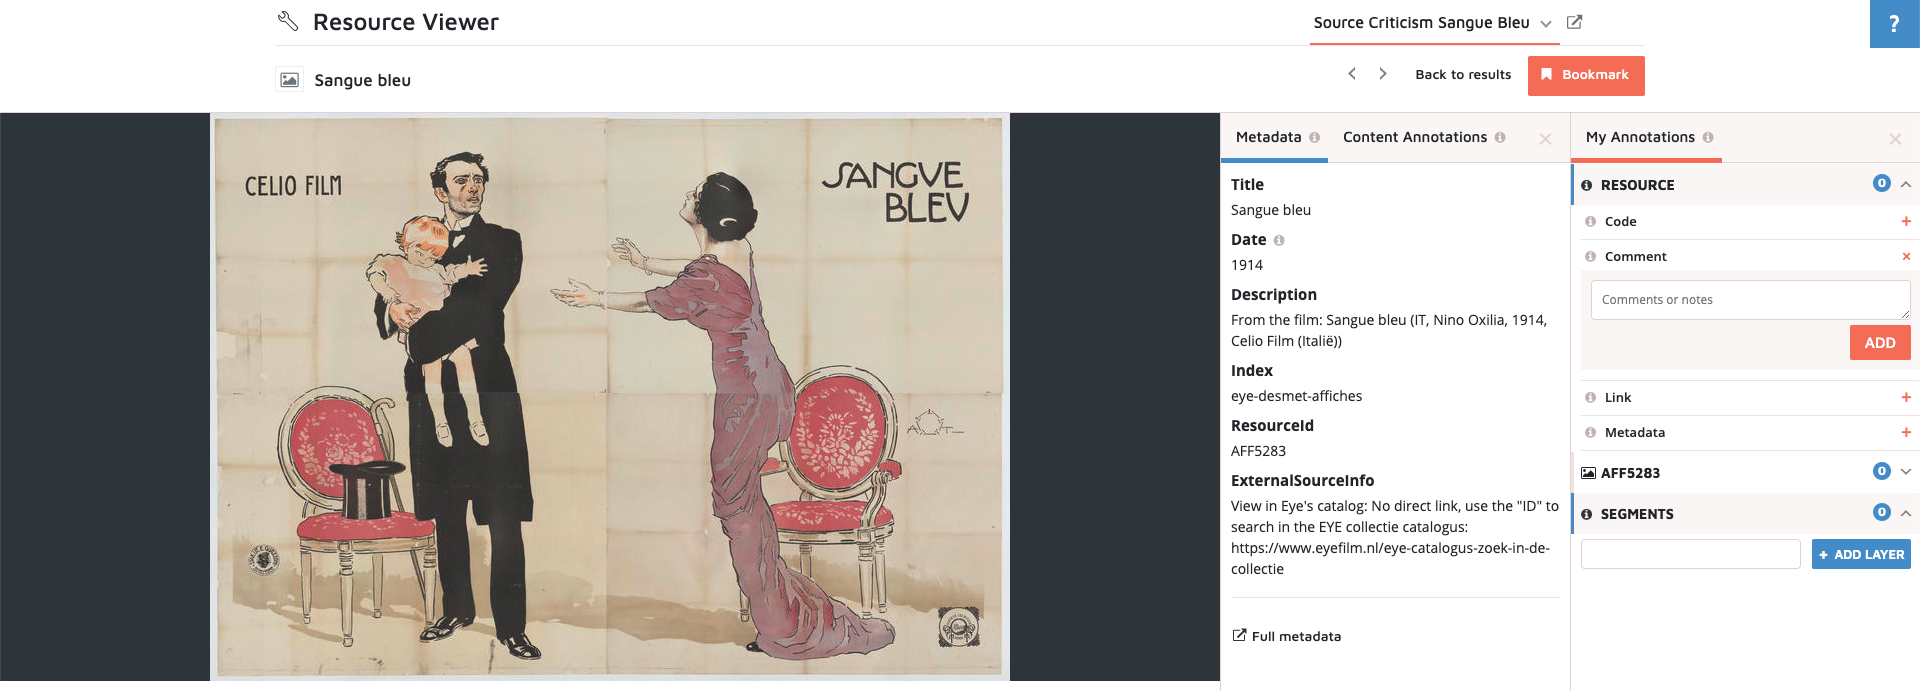 Resource Viewer
Source Criticism Sangue Bleu
?
Sangue bleu
Back to results
Bookmark
CELIO FILM
SANGUE
BLEU
Metadata
Content Annotations
Title
Sangue bleu
Date
1914
Description
From the film: Sangue bleu (IT, Nino Oxilia, 1914,
Celio Film (Italië))
Index
eye-desmet-affiches
ResourceId
AFF5283
ExternalSourceInfo
View in Eye's catalog: No direct link, use the "ID" to
search in the EYE collectie catalogus:
https://www.eyefilm.nl/eye-catalogus-zoek-in-de-
collectie
Full metadata
My Annotations
RESOURCE 0
Code +
Comment ×
Comments or notes
ADD
Link +
Metadata +
AFF5283 0
SEGMENTS 0
+ ADD LAYER